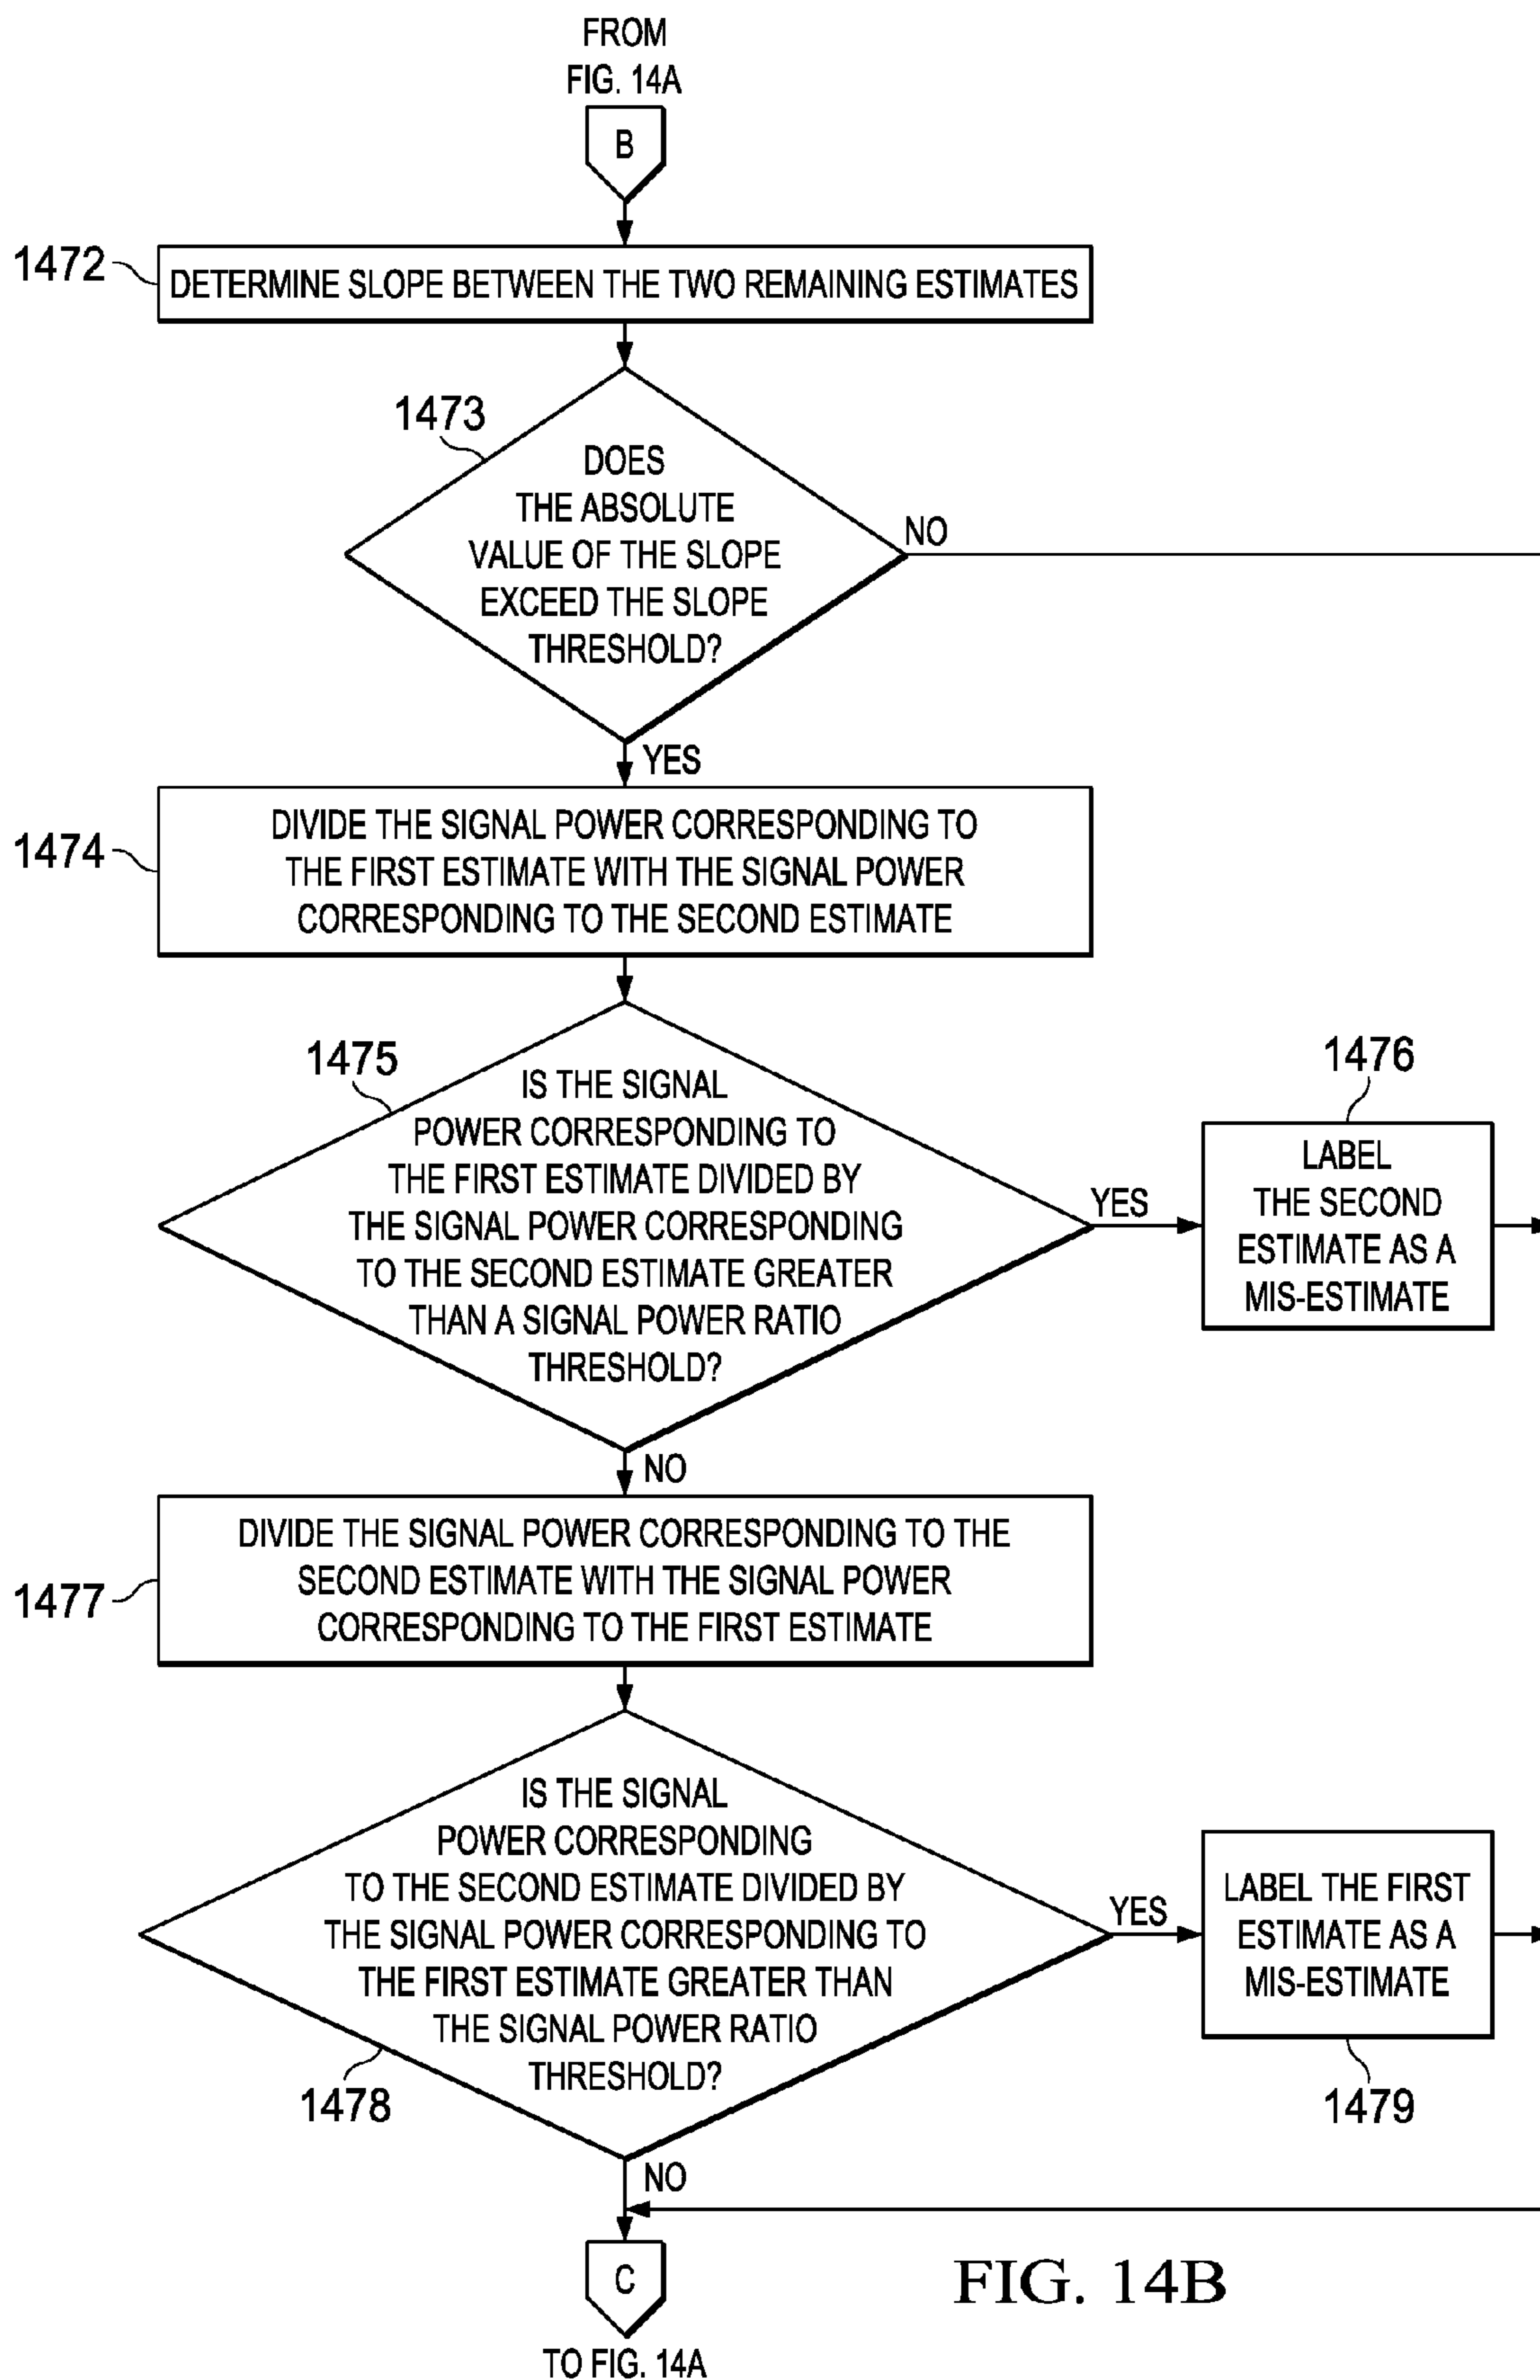 FROM
FIG. 14A
B
1472
DETERMINE SLOPE BETWEEN THE TWO REMAINING ESTIMATES
1473
DOES
THE ABSOLUTE
VALUE OF THE SLOPE
EXCEED THE SLOPE
THRESHOLD?
NO
YES
1474
DIVIDE THE SIGNAL POWER CORRESPONDING TO
THE FIRST ESTIMATE WITH THE SIGNAL POWER
CORRESPONDING TO THE SECOND ESTIMATE
1475
IS THE SIGNAL
POWER CORRESPONDING TO
THE FIRST ESTIMATE DIVIDED BY
THE SIGNAL POWER CORRESPONDING
TO THE SECOND ESTIMATE GREATER
THAN A SIGNAL POWER RATIO
THRESHOLD?
YES
1476
LABEL
THE SECOND
ESTIMATE AS A
MIS-ESTIMATE
NO
1477
DIVIDE THE SIGNAL POWER CORRESPONDING TO THE
SECOND ESTIMATE WITH THE SIGNAL POWER
CORRESPONDING TO THE FIRST ESTIMATE
IS THE SIGNAL
POWER CORRESPONDING
TO THE SECOND ESTIMATE DIVIDED BY
THE SIGNAL POWER CORRESPONDING TO
THE FIRST ESTIMATE GREATER THAN
THE SIGNAL POWER RATIO
THRESHOLD?
1478
YES
LABEL THE FIRST
ESTIMATE AS A
MIS-ESTIMATE
1479
NO
C
TO FIG. 14A
FIG. 14B